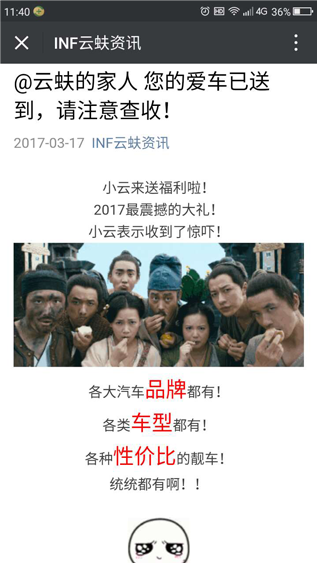 11:40
HD
4G 36%
INF云蚨资讯
@云蚨的家人 您的爱车已送
到，请注意查收！
2017-03-17 INF云蚨资讯
小云来送福利啦！
2017最震撼的大礼！
小云表示收到了惊吓！
各大汽车品牌都有！
各类车型都有！
各种性价比的靓车！
统统都有啊！！